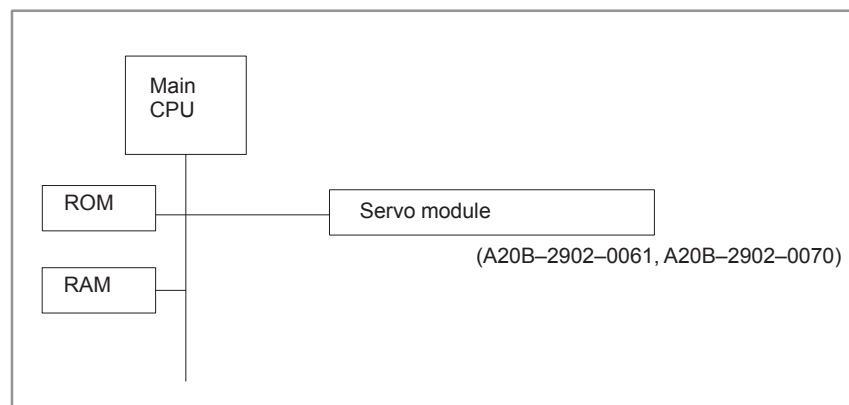 Main
CPU
ROM
Servo module
(A20B–2902–0061, A20B–2902–0070)
RAM